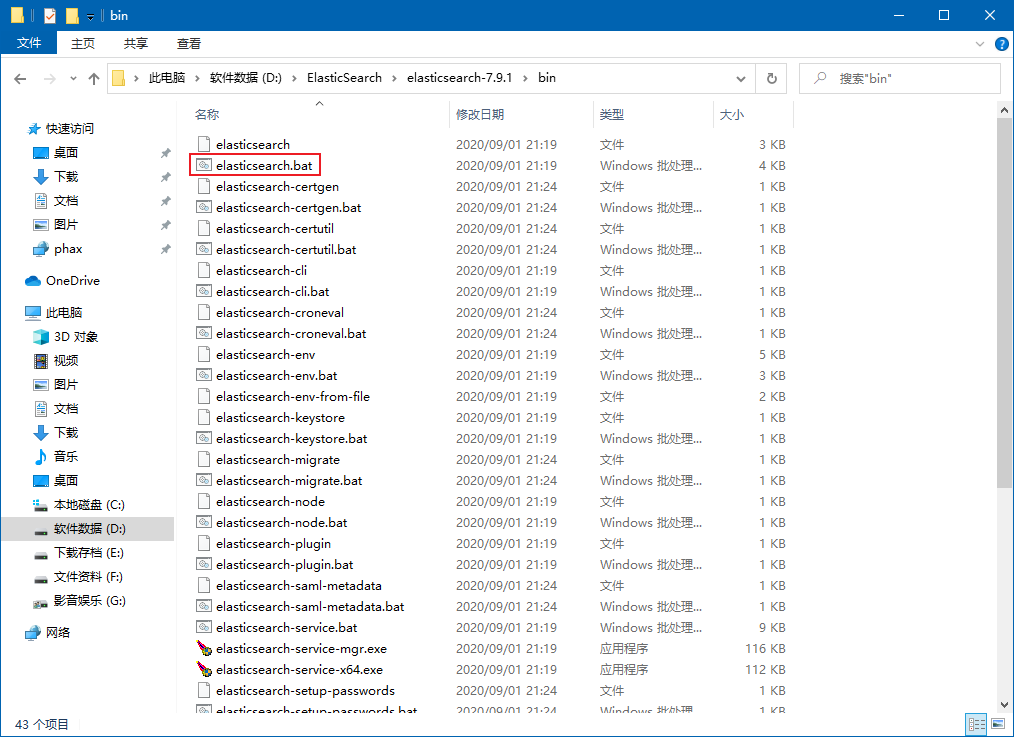 bin
文件 主页 共享 查看
此电脑 软件数据 (D:) ElasticSearch elasticsearch-7.9.1 bin 搜索"bin"
名称 修改日期 类型 大小
快速访问
桌面
下载
文档
图片
phax
OneDrive
此电脑
3D 对象
视频
图片
文档
下载
音乐
桌面
本地磁盘 (C:)
软件数据 (D:)
下载存档 (E:)
文件资料 (F:)
影音娱乐 (G:)
网络
elasticsearch 2020/09/01 21:19 文件 3 KB
elasticsearch.bat 2020/09/01 21:19 Windows 批处理... 4 KB
elasticsearch-certgen 2020/09/01 21:24 文件 1 KB
elasticsearch-certgen.bat 2020/09/01 21:24 Windows 批处理... 1 KB
elasticsearch-certutil 2020/09/01 21:24 文件 1 KB
elasticsearch-certutil.bat 2020/09/01 21:24 Windows 批处理... 1 KB
elasticsearch-cli 2020/09/01 21:19 文件 1 KB
elasticsearch-cli.bat 2020/09/01 21:19 Windows 批处理... 1 KB
elasticsearch-croneval 2020/09/01 21:24 文件 1 KB
elasticsearch-croneval.bat 2020/09/01 21:24 Windows 批处理... 1 KB
elasticsearch-env 2020/09/01 21:19 文件 5 KB
elasticsearch-env.bat 2020/09/01 21:19 Windows 批处理... 3 KB
elasticsearch-env-from-file 2020/09/01 21:19 文件 2 KB
elasticsearch-keystore 2020/09/01 21:19 文件 1 KB
elasticsearch-keystore.bat 2020/09/01 21:19 Windows 批处理... 1 KB
elasticsearch-migrate 2020/09/01 21:24 文件 1 KB
elasticsearch-migrate.bat 2020/09/01 21:24 Windows 批处理... 1 KB
elasticsearch-node 2020/09/01 21:19 文件 1 KB
elasticsearch-node.bat 2020/09/01 21:19 Windows 批处理... 1 KB
elasticsearch-plugin 2020/09/01 21:19 文件 1 KB
elasticsearch-plugin.bat 2020/09/01 21:19 Windows 批处理... 1 KB
elasticsearch-saml-metadata 2020/09/01 21:24 文件 1 KB
elasticsearch-saml-metadata.bat 2020/09/01 21:24 Windows 批处理... 1 KB
elasticsearch-service.bat 2020/09/01 21:19 Windows 批处理... 9 KB
elasticsearch-service-mgr.exe 2020/09/01 21:19 应用程序 116 KB
elasticsearch-service-x64.exe 2020/09/01 21:19 应用程序 112 KB
elasticsearch-setup-passwords 2020/09/01 21:24 文件 1 KB
elasticsearch-setup-passwords.bat 2020/09/01 21:24 Windows 批处理... 1 KB
43 个项目